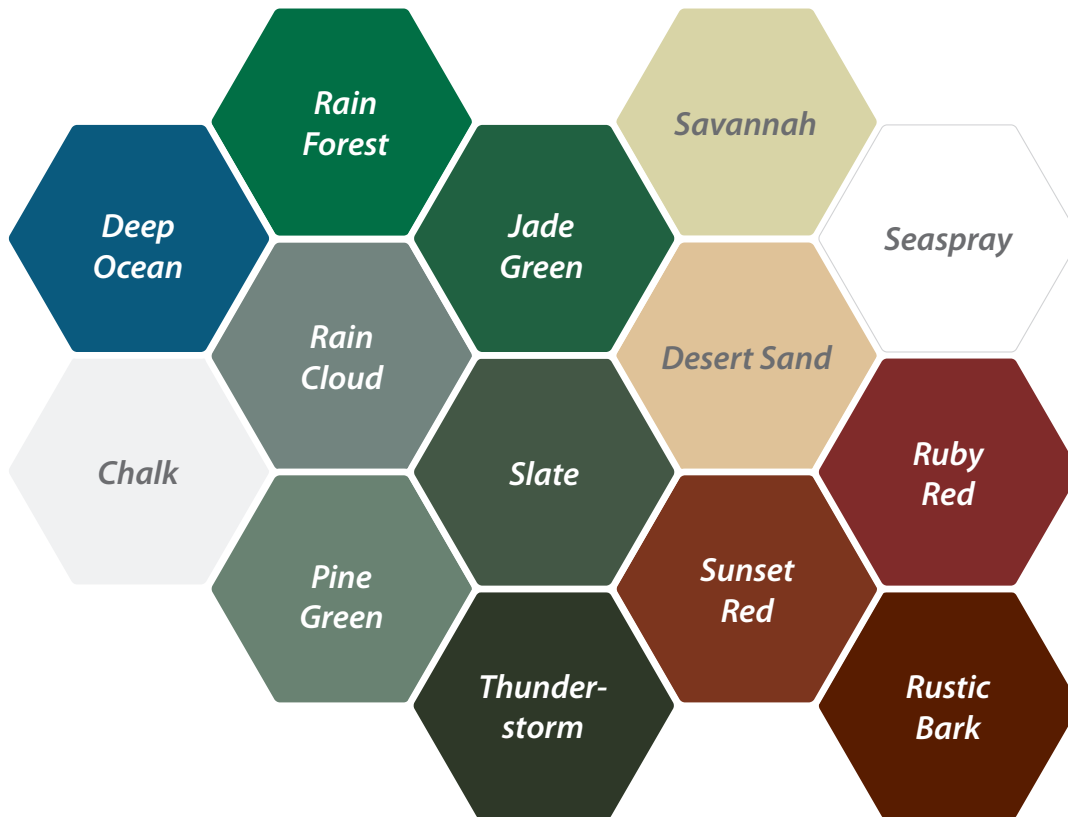 Rain
Forest
Savannah
Deep
Ocean
Jade
Green
Seaspray
Rain
Cloud
Desert Sand
Chalk
Slate
Ruby
Red
Pine
Green
Sunset
Red
Thunder-
storm
Rustic
Bark